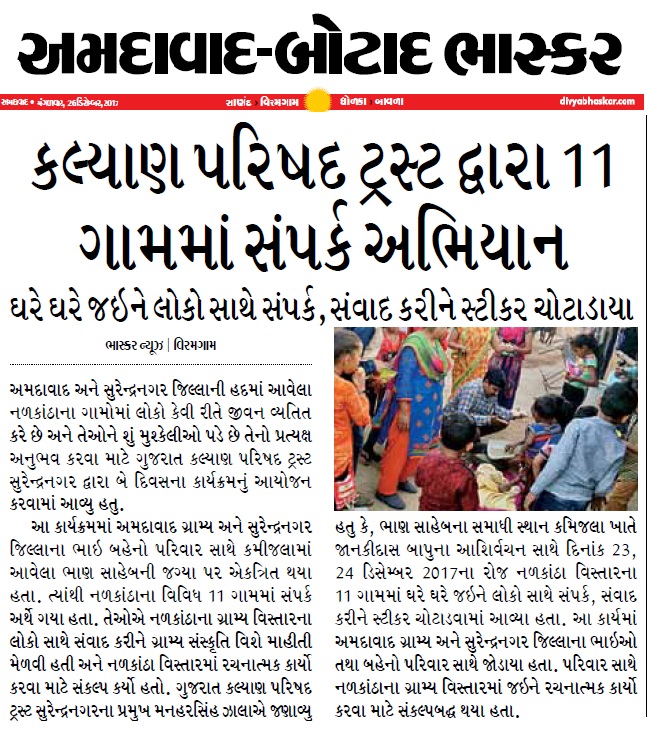 અમદાવાદ-બોટાદ ભાસ્કર
અમદાવાદ • મંગળવાર, 26 ડિસેમ્બર, 2017
સાણંદ › વિરમગામ
ધોળકા › બાવળા
divyabhaskar.com
કલ્યાણ પરિષદ ટ્રસ્ટ દ્વારા 11
ગામમાં સંપર્ક અભિયાન
ઘરે ઘરે જઇને લોકો સાથે સંપર્ક, સંવાદ કરીને સ્ટીકર ચોટાડાયા
ભાસ્કર ન્યૂઝ | વિરમગામ
અમદાવાદ અને સુરેન્દ્રનગર જિલ્લાની હદમાં આવેલા
નળકાંઠાના ગામોમાં લોકો કેવી રીતે જીવન વ્યતિત
કરે છે અને તેઓને શું મુશ્કેલીઓ પડે છે તેનો પ્રત્યક્ષ
અનુભવ કરવા માટે ગુજરાત કલ્યાણ પરિષદ ટ્રસ્ટ
સુરેન્દ્રનગર દ્વારા બે દિવસના કાર્યક્રમનું આયોજન
કરવામાં આવ્યુ હતુ.
આ કાર્યક્રમમાં અમદાવાદ ગ્રામ્ય અને સુરેન્દ્રનગર
જિલ્લાના ભાઇ બહેનો પરિવાર સાથે કમીજલામાં
આવેલા ભાણ સાહેબની જગ્યા પર એકત્રિત થયા
હતા. ત્યાંથી નળકાંઠાના વિવિધ 11 ગામમાં સંપર્ક
અર્થે ગયા હતા. તેઓએ નળકાંઠાના ગ્રામ્ય વિસ્તારના
લોકો સાથે સંવાદ કરીને ગ્રામ્ય સંસ્કૃતિ વિશે માહીતી
મેળવી હતી અને નળકાંઠા વિસ્તારમાં રચનાત્મક કાર્યો
કરવા માટે સંકલ્પ કર્યો હતો. ગુજરાત કલ્યાણ પરિષદ
ટ્રસ્ટ સુરેન્દ્રનગરના પ્રમુખ મનહરસિંહ ઝાલાએ જણાવ્યુ
હતુ કે, ભાણ સાહેબના સમાધી સ્થાન કમિજલા ખાતે
જાનકીદાસ બાપુના આશિર્વચન સાથે દિનાંક 23,
24 ડિસેમ્બર 2017ના રોજ નળકાંઠા વિસ્તારના
11 ગામમાં ઘરે ઘરે જઇને લોકો સાથે સંપર્ક, સંવાદ
કરીને સ્ટીકર ચોટાડવામાં આવ્યા હતા. આ કાર્યમાં
અમદાવાદ ગ્રામ્ય અને સુરેન્દ્રનગર જિલ્લાના ભાઇઓ
તથા બહેનો પરિવાર સાથે જોડાયા હતા. પરિવાર સાથે
નળકાંઠાના ગ્રામ્ય વિસ્તારમાં જઇને રચનાત્મક કાર્યો
કરવા માટે સંકલ્પબદ્ધ થયા હતા.